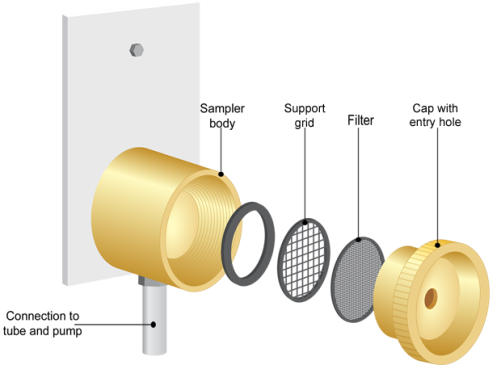 Sampler
body
Support
grid
Filter
Cap with
entry hole
Connection to
tube and pump